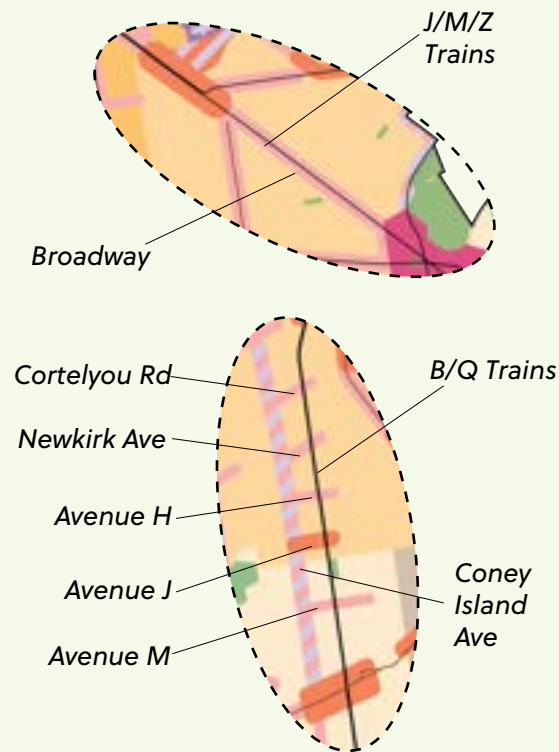 J/M/Z
Trains
Broadway
Cortelyou Rd
B/Q Trains
Newkirk Ave
Avenue H
Avenue J
Coney
Island
Ave
Avenue M